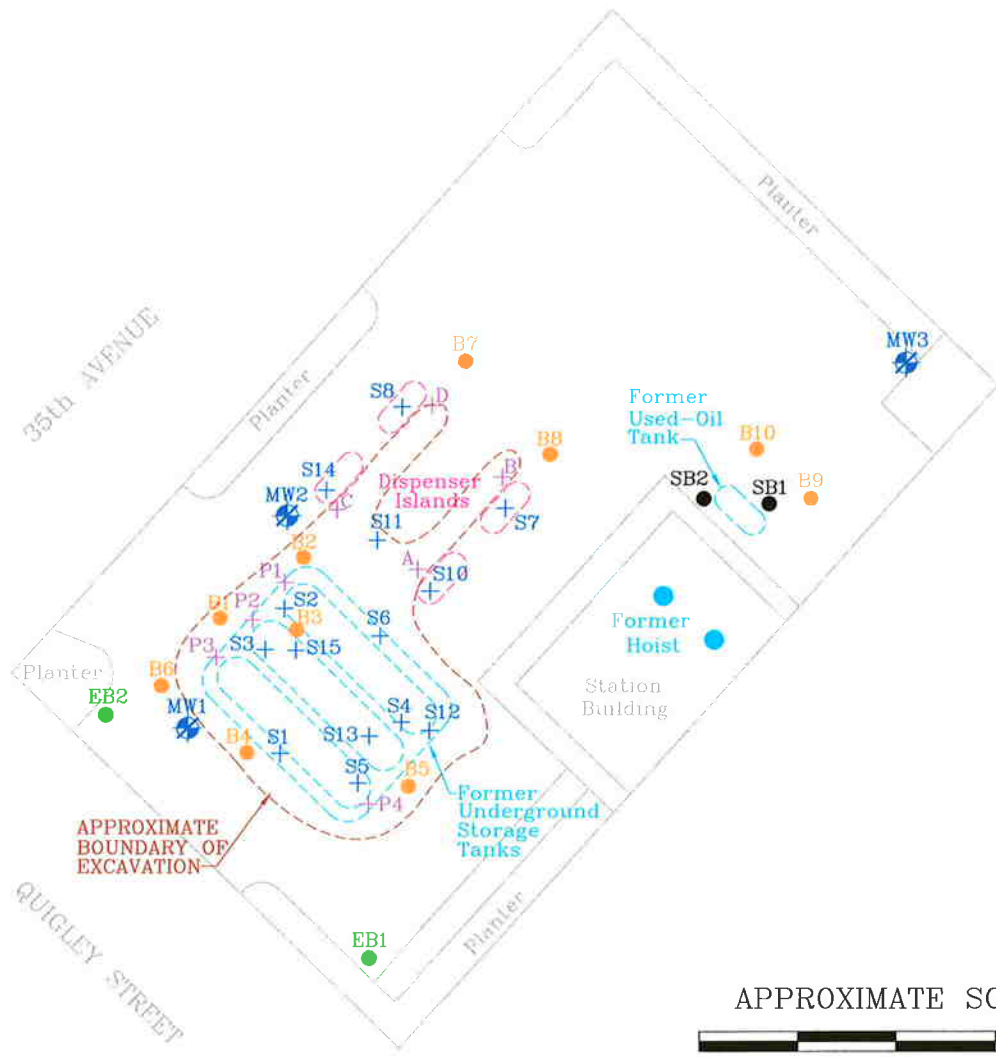 Planter
MW3
35th AVENUE
B7
S8
D
Former
Used-Oil
Tank
B10
Planter
B8
S14
Dispenser
Islands
B
SB2
SB1
B9
MW2
C
S7
S11
B2
A
P1
S10
S2
P2
B1
B3
S6
Former
Hoist
S3
S15
P3
Planter
B6
EB2
MW1
Station
Building
S4
S12
S13
B4
S1
S5
B5
P4
Former
Underground
Storage
Tanks
APPROXIMATE
BOUNDARY OF
EXCAVATION
QUIGLEY STREET
Planter
EB1
APPROXIMATE SC